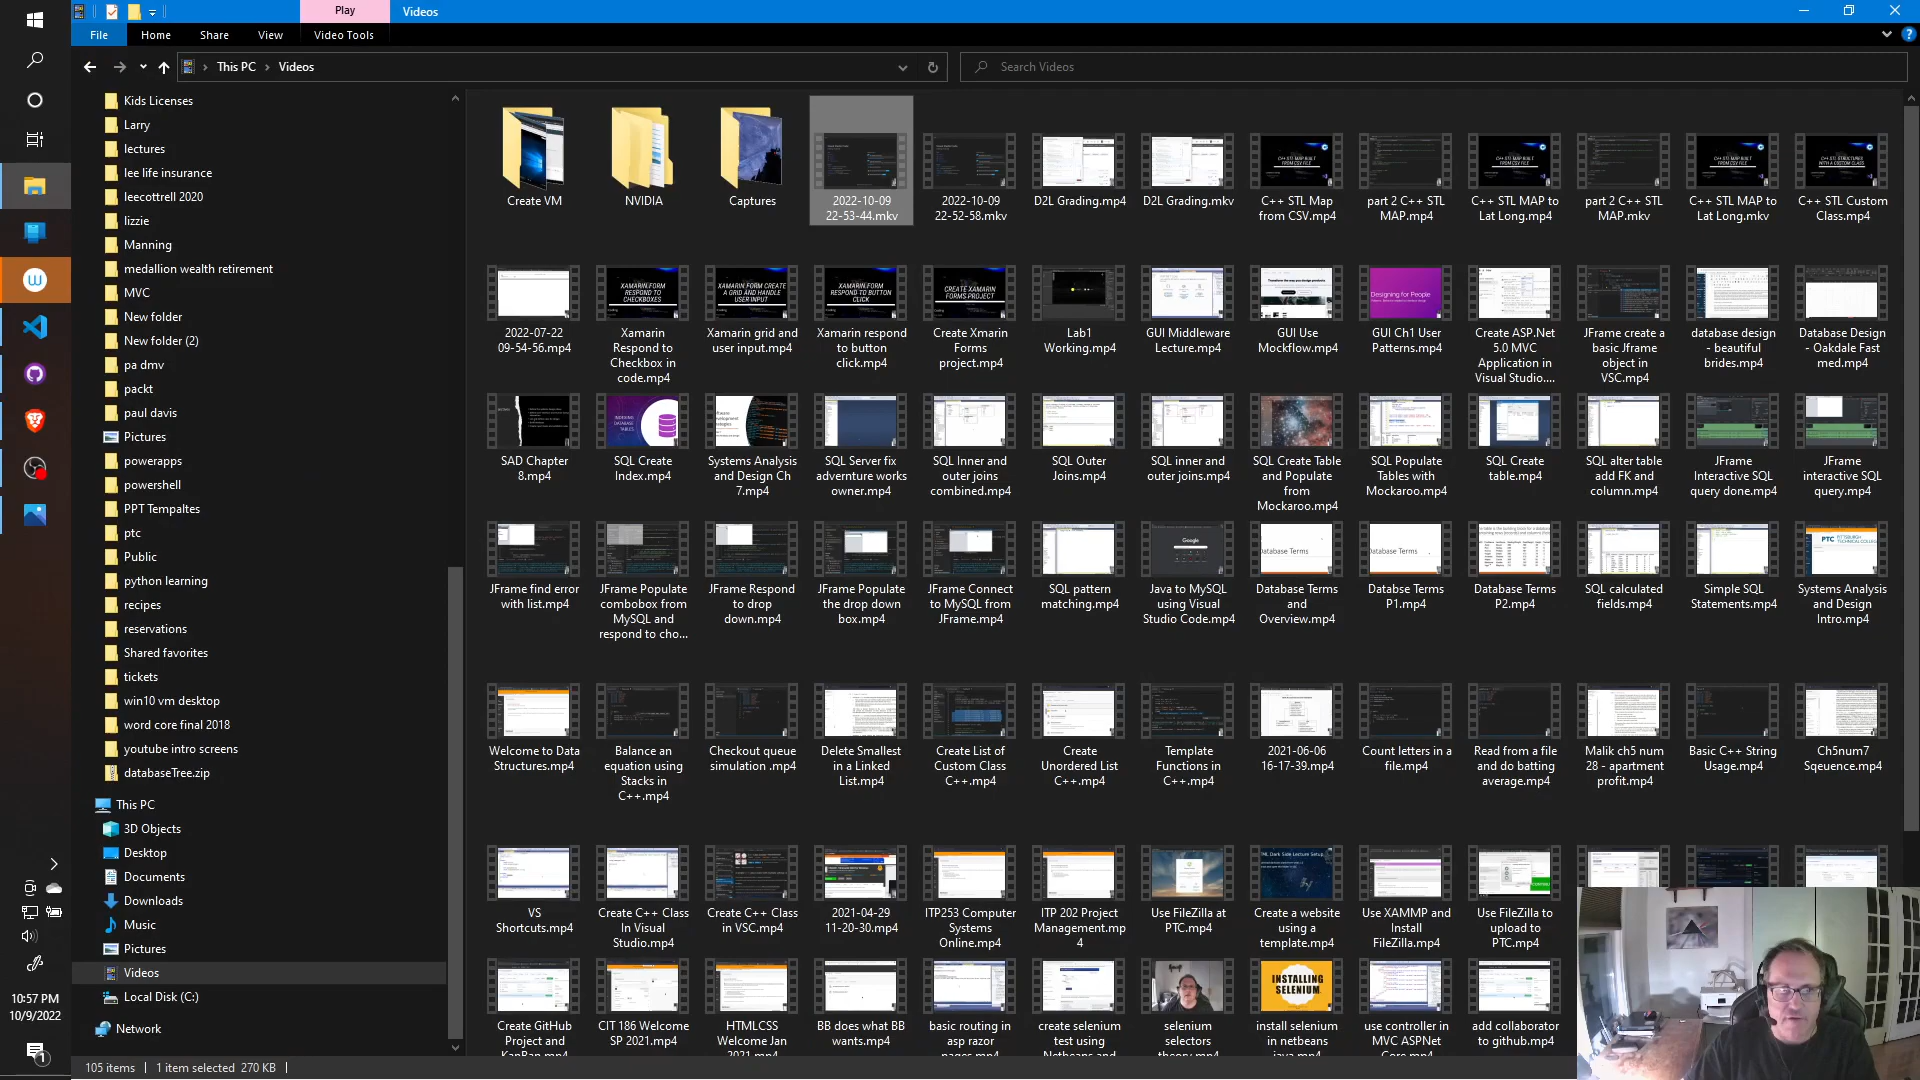 Play
Videos
File
Home
Share
View
Video Tools
This PC
Videos
Search Videos
Kids Licenses
Larry
lectures
lee life insurance
leecottrell 2020
lizzie
Manning
medallion wealth retirement
MVC
New folder
New folder (2)
pa dmv
packt
paul davis
Pictures
powerapps
powershell
PPT Tempaltes
ptc
Public
python learning
recipes
reservations
Shared favorites
tickets
win10 vm desktop
word core final 2018
youtube intro screens
databaseTree.zip
This PC
3D Objects
Desktop
Documents
Downloads
Music
Pictures
Videos
Local Disk (C:)
Network
Create VM
NVIDIA
Captures
2022-10-09
22-53-44.mkv
2022-10-09
22-52-58.mkv
D2L Grading.mp4
D2L Grading.mkv
C++ STL Map
from CSV.mp4
part 2 C++ STL
MAP.mp4
C++ STL MAP to
Lat Long.mp4
part 2 C++ STL
MAP.mkv
C++ STL MAP to
Lat Long.mkv
C++ STL Custom
Class.mp4
2022-07-22
09-54-56.mp4
Xamarin
Respond to
Checkbox in
code.mp4
Xamarin grid and
user input.mp4
Xamarin respond
to button
click.mp4
Create Xmarin
Forms
project.mp4
Lab1
Working.mp4
GUI Middleware
Lecture.mp4
GUI Use
Mockflow.mp4
GUI Ch1 User
Patterns.mp4
Create ASP.Net
5.0 MVC
Application in
Visual Studio....
JFrame create a
basic Jframe
object in
VSC.mp4
database design
- beautiful
brides.mp4
Database Design
- Oakdale Fast
med.mp4
SAD Chapter
8.mp4
SQL Create
Index.mp4
Systems Analysis
and Design Ch
7.mp4
SQL Server fix
advernture works
owner.mp4
SQL Inner and
outer joins
combined.mp4
SQL Outer
Joins.mp4
SQL inner and
outer joins.mp4
SQL Create Table
and Populate
from
Mockaroo.mp4
SQL Populate
Tables with
Mockaroo.mp4
SQL Create
table.mp4
SQL alter table
add FK and
column.mp4
JFrame
Interactive SQL
query done.mp4
JFrame
interactive SQL
query.mp4
JFrame find error
with list.mp4
JFrame Populate
combobox from
MySQL and
respond to cho...
JFrame Respond
to drop
down.mp4
JFrame Populate
the drop down
box.mp4
JFrame Connect
to MySQL from
JFrame.mp4
SQL pattern
matching.mp4
Java to MySQL
using Visual
Studio Code.mp4
Database Terms
and
Overview.mp4
Databse Terms
P1.mp4
Database Terms
P2.mp4
SQL calculated
fields.mp4
Simple SQL
Statements.mp4
Systems Analysis
and Design
Intro.mp4
Welcome to Data
Structures.mp4
Balance an
equation using
Stacks in
C++.mp4
Checkout queue
simulation .mp4
Delete Smallest
in a Linked
List.mp4
Create List of
Custom Class
C++.mp4
Create
Unordered List
C++.mp4
Template
Functions in
C++.mp4
2021-06-06
16-17-39.mp4
Count letters in a
file.mp4
Read from a file
and do batting
average.mp4
Malik ch5 num
28 - apartment
profit.mp4
Basic C++ String
Usage.mp4
Ch5num7
Sqeuence.mp4
VS
Shortcuts.mp4
Create C++ Class
In Visual
Studio.mp4
Create C++ Class
in VSC.mp4
2021-04-29
11-20-30.mp4
ITP253 Computer
Systems
Online.mp4
ITP 202 Project
Management.mp
4
Use FileZilla at
PTC.mp4
Create a website
using a
template.mp4
Use XAMMP and
Install
FileZilla.mp4
Use FileZilla to
upload to
PTC.mp4
INSTALLING
SELENIUM
Create GitHub
Project and
KanBan.mp4
CIT 186 Welcome
SP 2021.mp4
HTMLCSS
Welcome Jan
2021.mp4
BB does what BB
wants.mp4
basic routing in
asp razor
pages.mp4
create selenium
test using
Netbeans and
selenium
selectors
theory.mp4
install selenium
in netbeans
java.mp4
use controller in
MVC ASPNet
Core.mp4
add collaborator
to github.mp4
10:57 PM
10/9/2022
1
105 items
1 item selected 270 KB